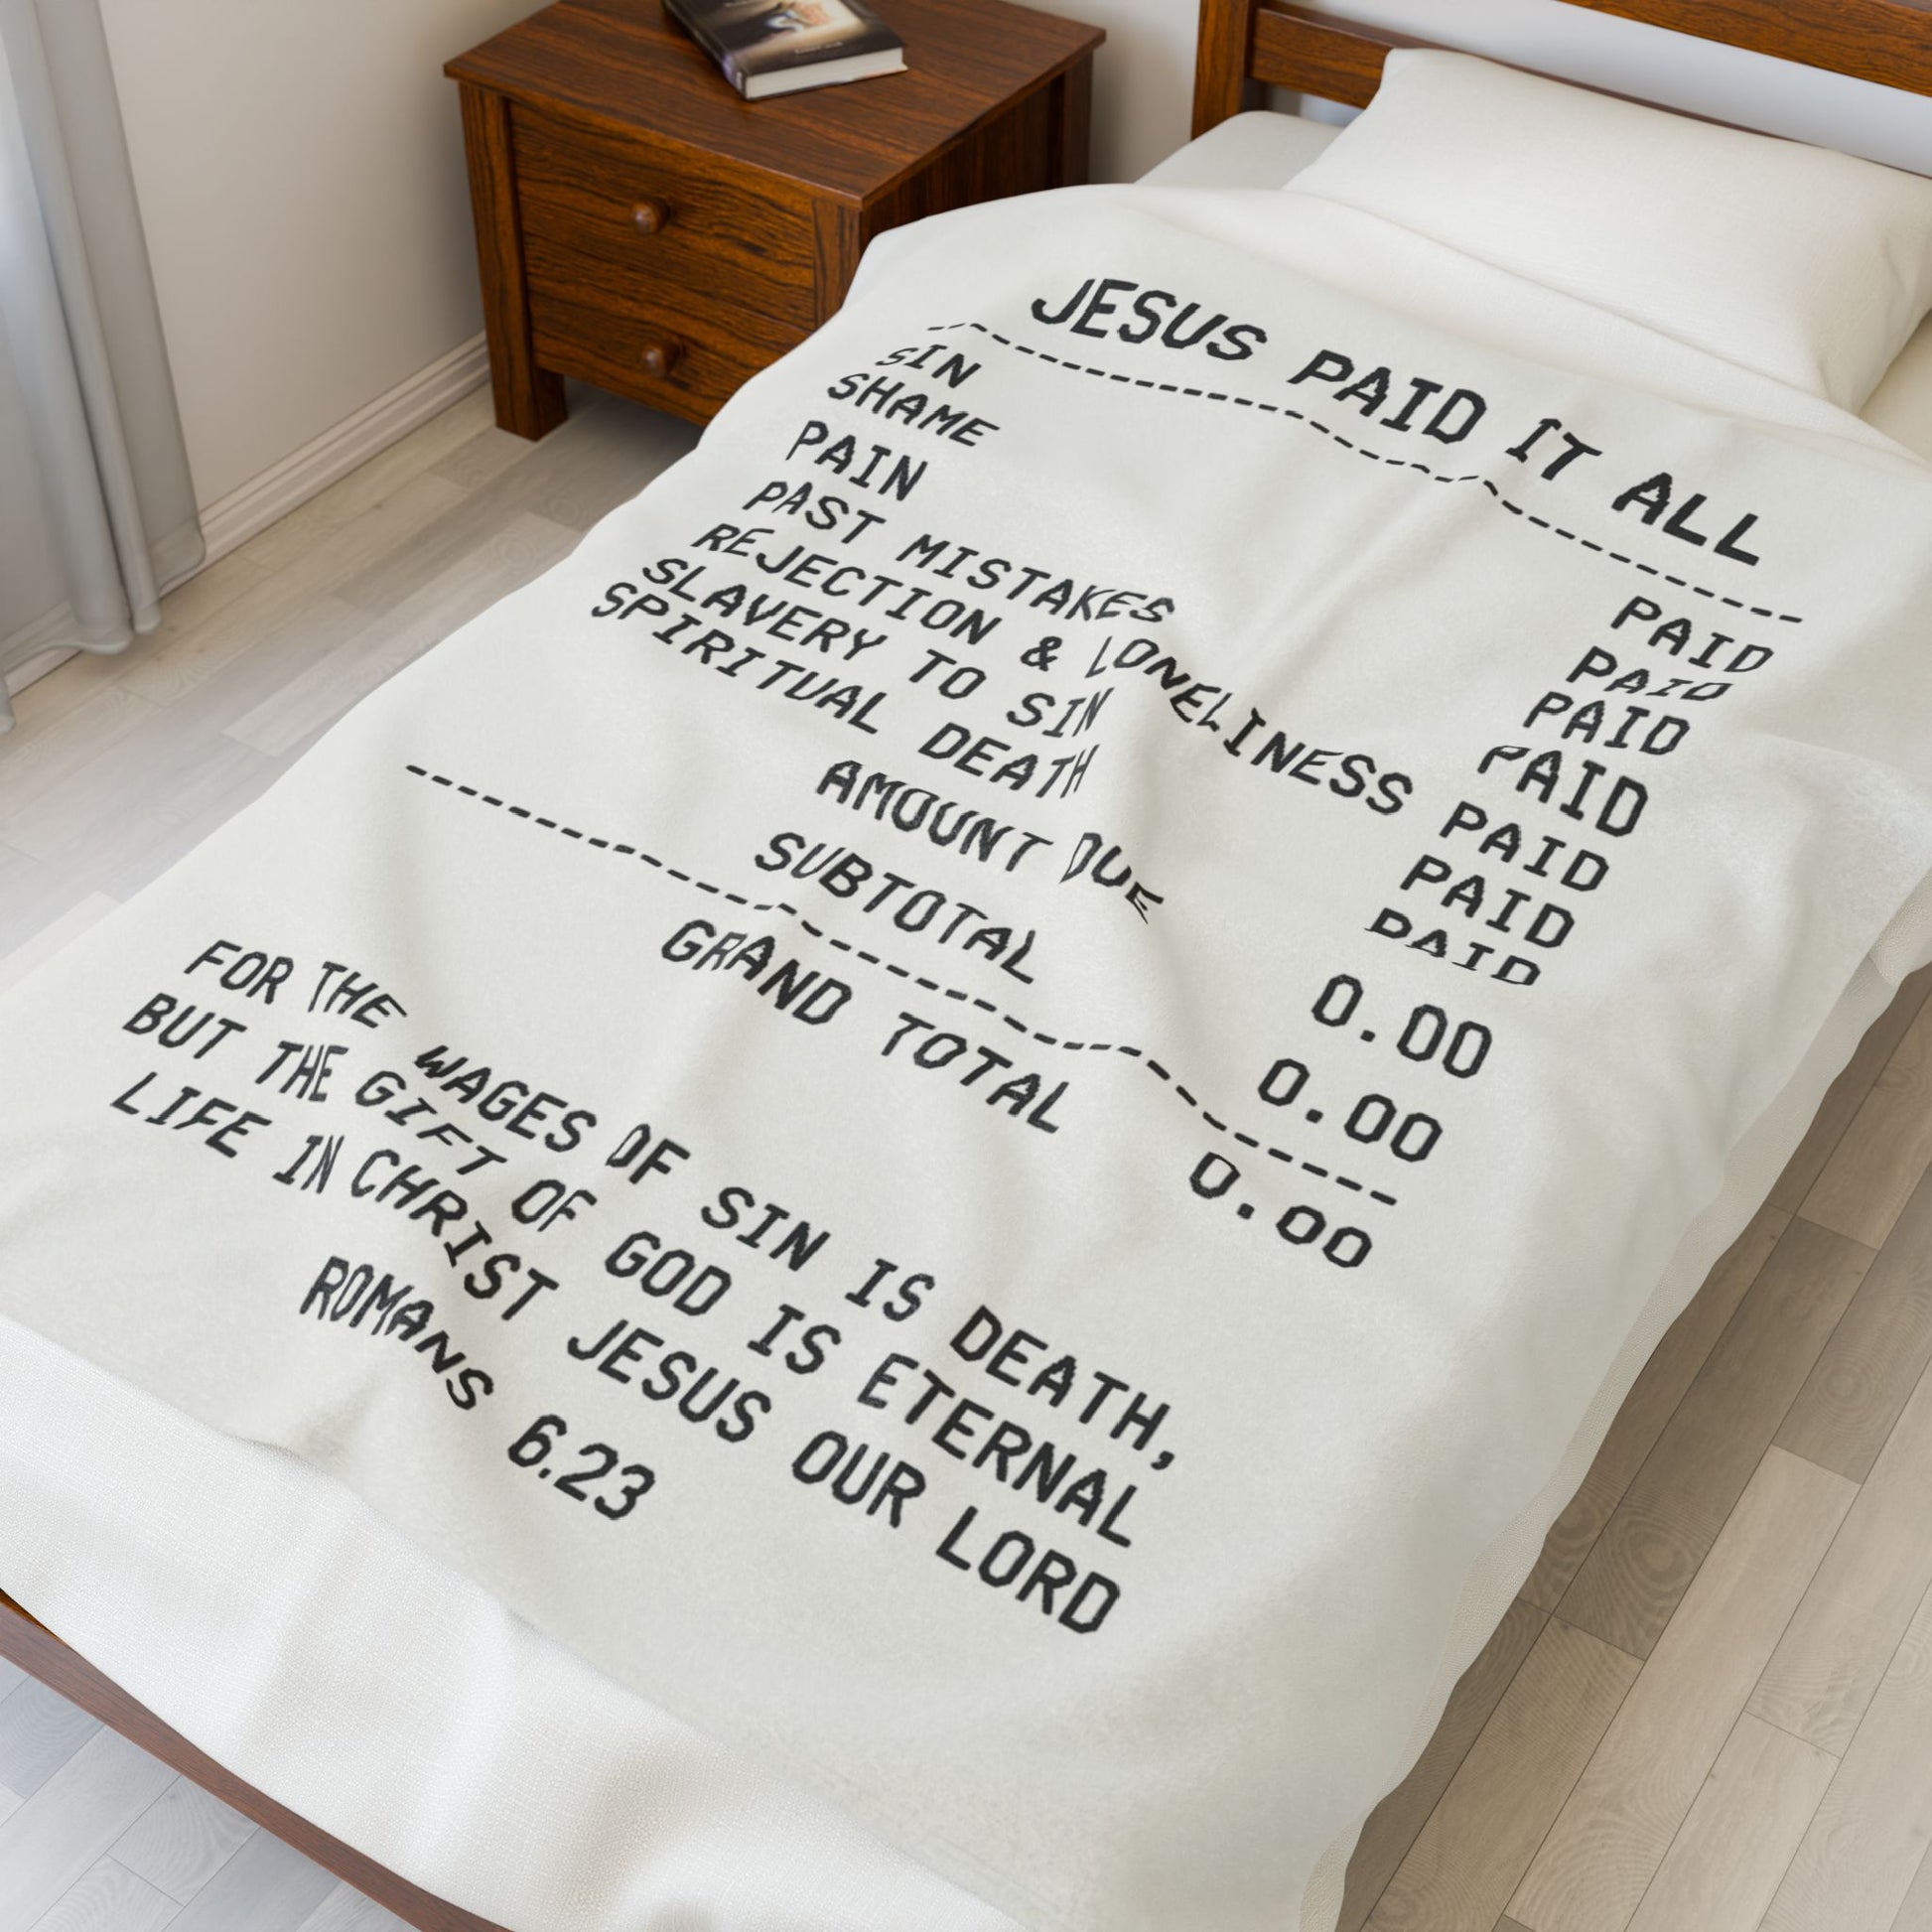 JESUS PAID IT ALL
SIN PAID
SHAME PAID
PAIN PAID
PAST MISTAKES PAID
REJECTION & LONELINESS PAID
SLAVERY TO SIN PAID
SPIRITUAL DEATH PAID
AMOUNT DUE 0.00
SUBTOTAL 0.00
GRAND TOTAL 0.00
FOR THE WAGES OF SIN IS DEATH,
BUT THE GIFT OF GOD IS ETERNAL
LIFE IN CHRIST JESUS OUR LORD
ROMANS 6.23